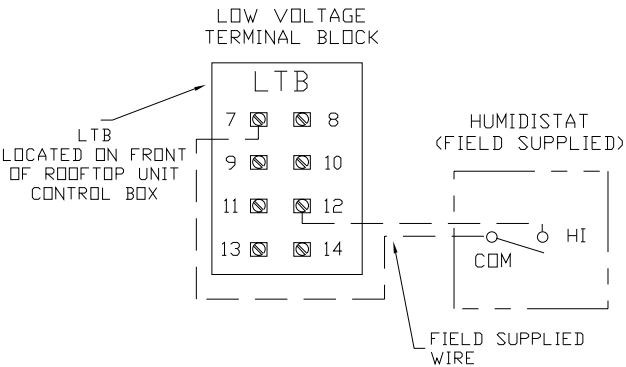 LOW VOLTAGE
TERMINAL BLOCK
LTB
7 8
9 10
11 12
13 14
LTB
LOCATED ON FRONT
OF ROOFTOP UNIT
CONTROL BOX
HUMIDISTAT
(FIELD SUPPLIED)
HI
COM
FIELD SUPPLIED
WIRE